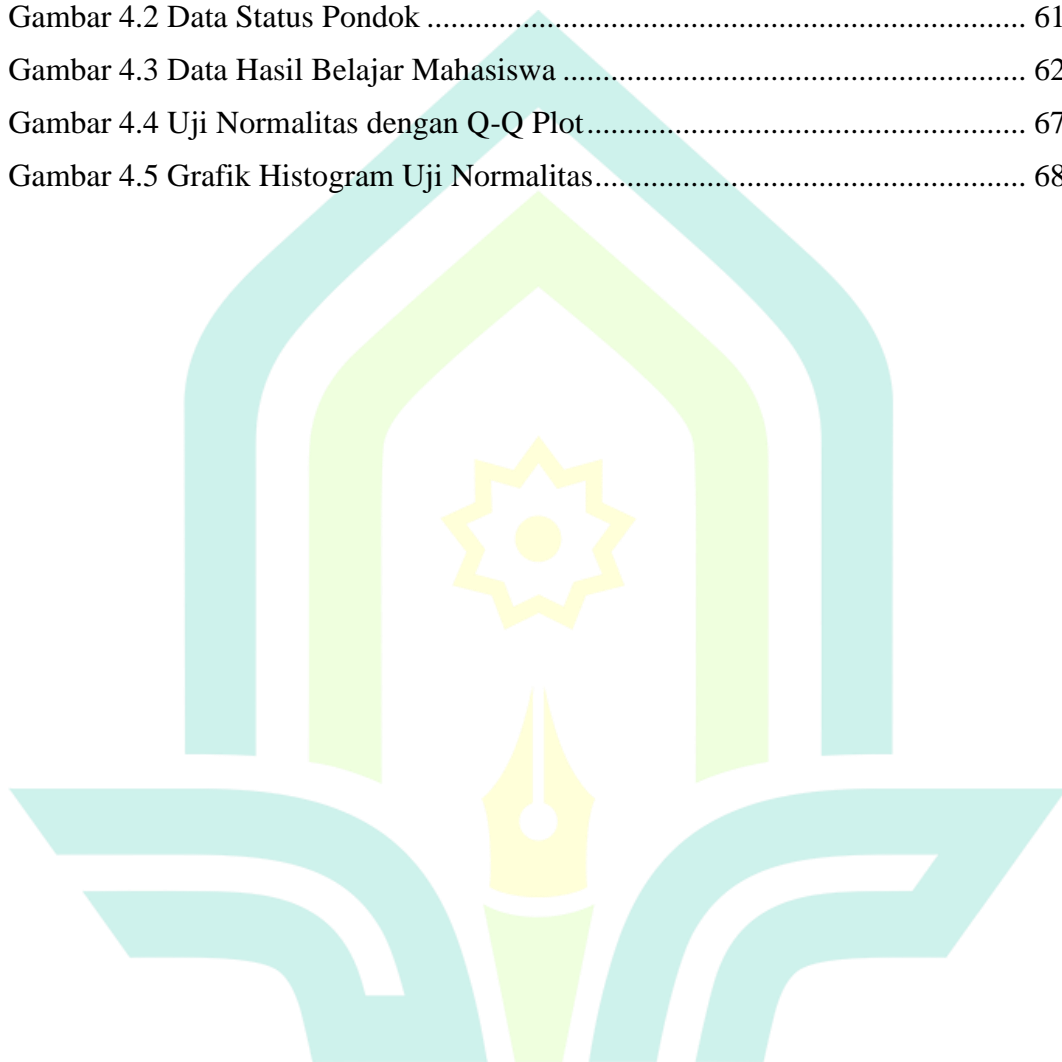 Gambar 4.2 Data Status Pondok ........................................................................... 61
Gambar 4.3 Data Hasil Belajar Mahasiswa .......................................................... 62
Gambar 4.4 Uji Normalitas dengan Q-Q Plot....................................................... 67
Gambar 4.5 Grafik Histogram Uji Normalitas...................................................... 68